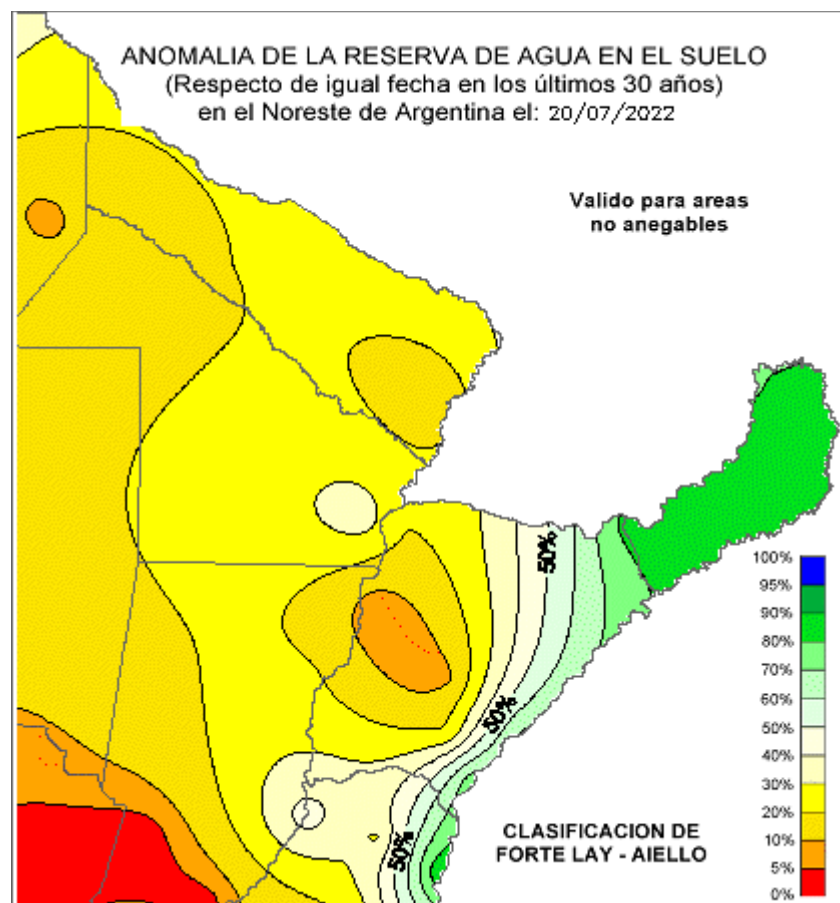 ANOMALIA DE LA RESERVA DE AGUA EN EL SUELO
(Respecto de igual fecha en los últimos 30 años)
en el Noreste de Argentina el: 20/07/2022
Valido para areas
no anegables
50%
50%
50%
100%
95%
90%
80%
70%
60%
50%
40%
30%
20%
10%
5%
0%
CLASIFICACION DE
FORTE LAY - AIELLO